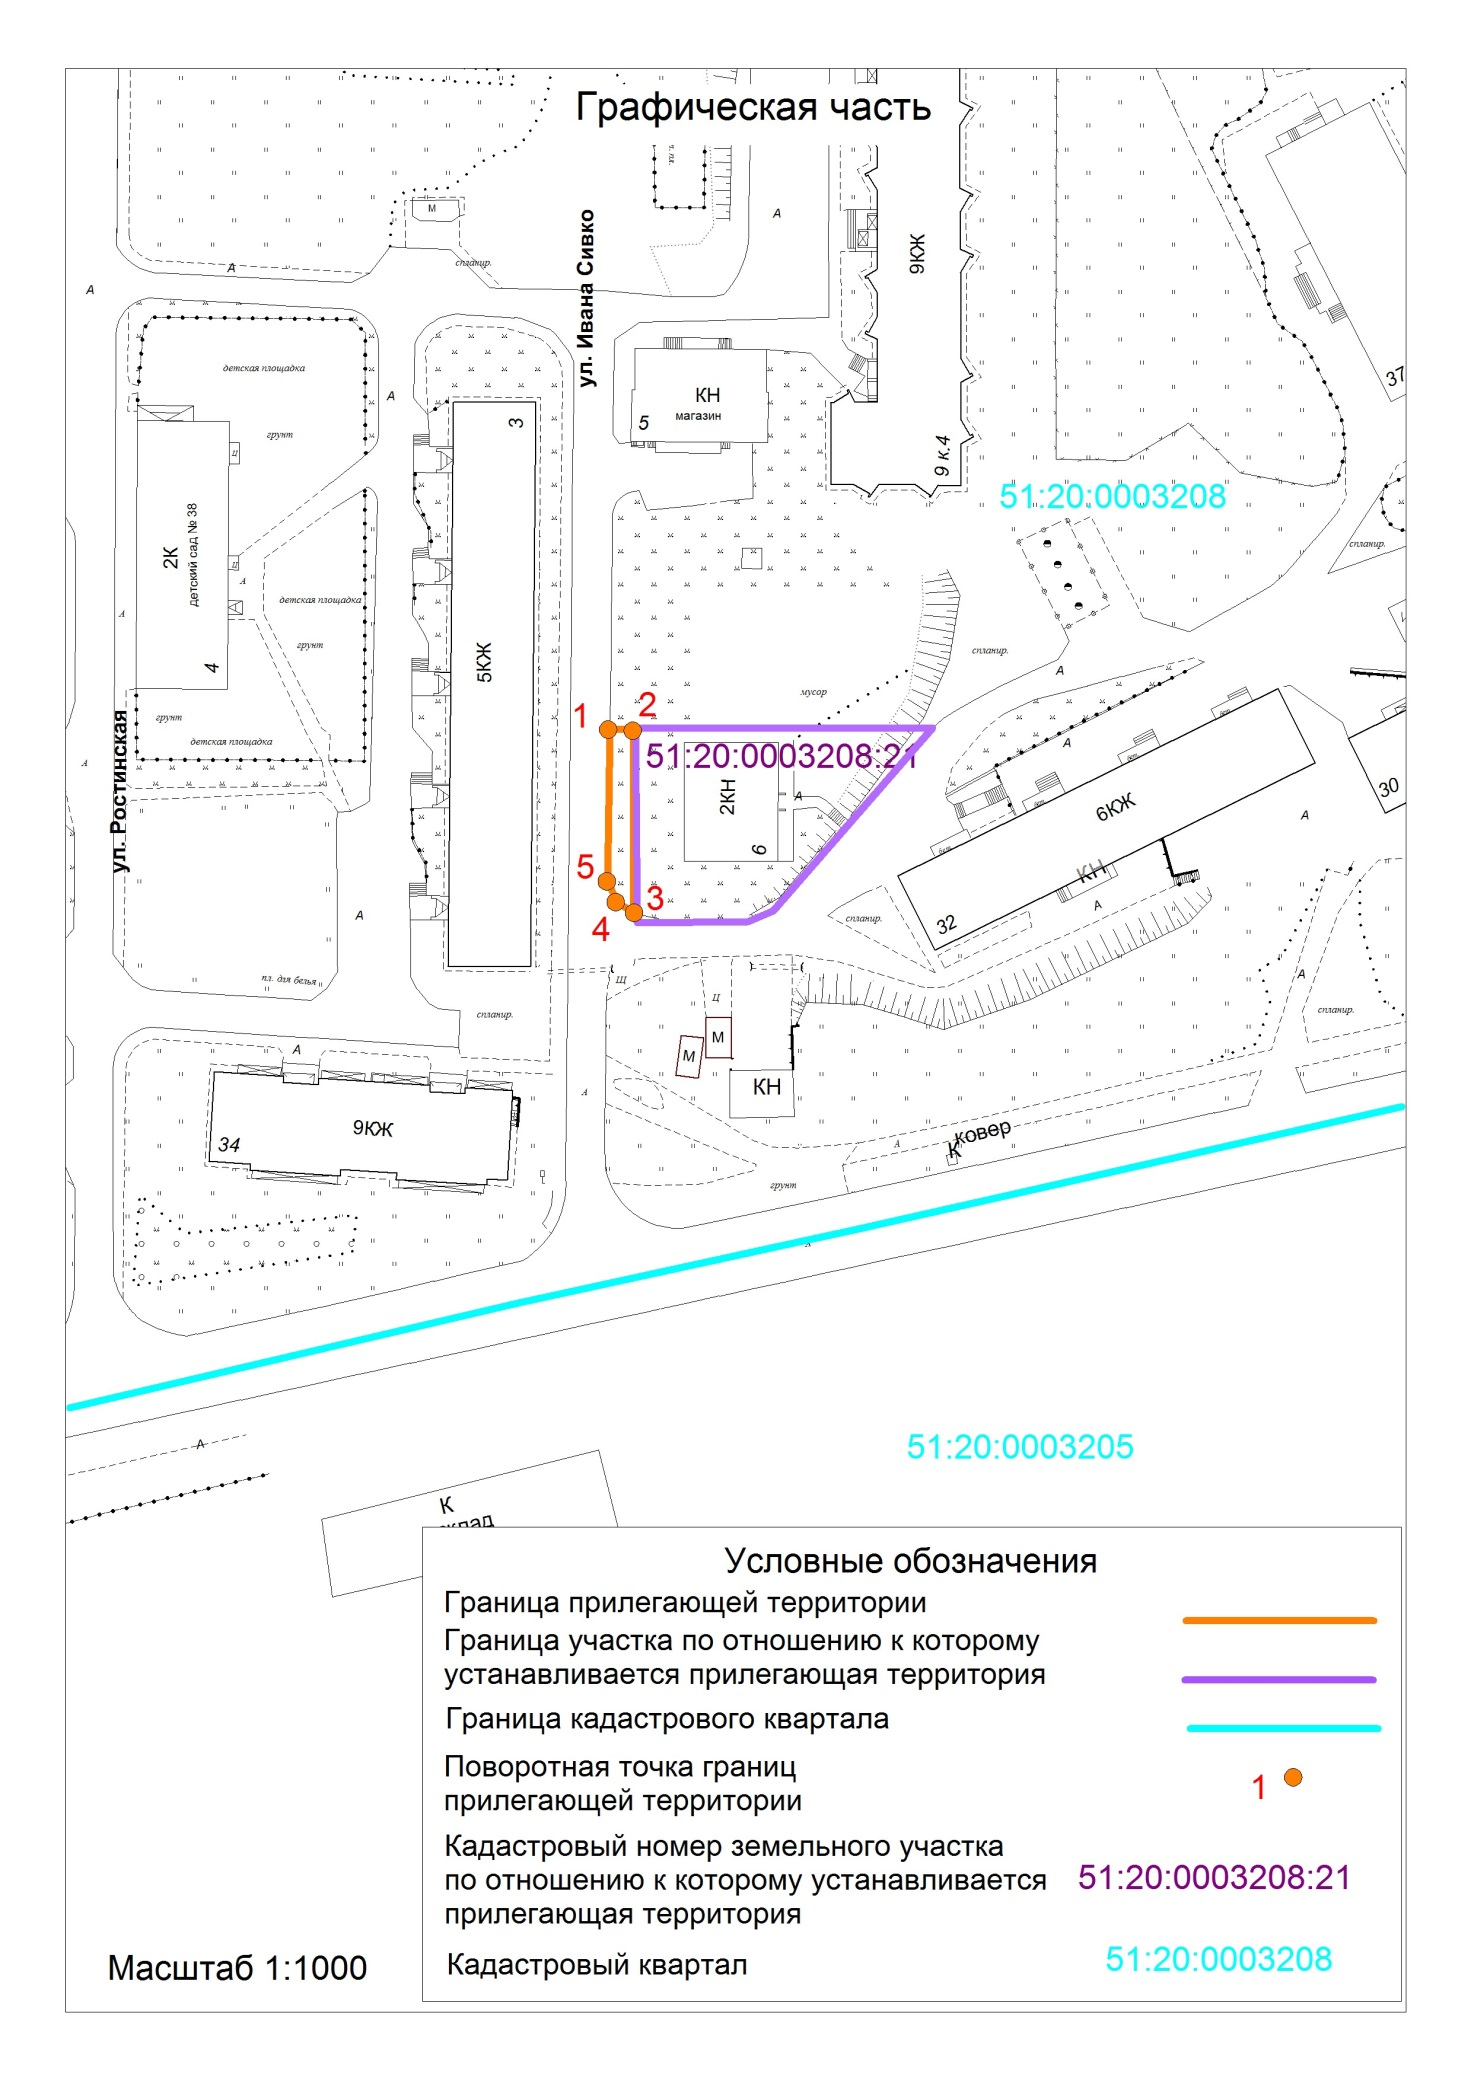 Графическая часть
М
А
9КЖ
А
спланир.
А
ул. Ивана Сивко
детская площадка
А
КН
магазин
5
3
37
9 к.4
грунт
Ц
51:20:0003208
2К
детский сад № 38
спланир.
Ц
А
детская площадка
А
грунт
5КЖ
4
спланир.
А
мусор
1
2
грунт
детская площадка
ул. Ростинская
А
51:20:0003208:21
А
2КН
А
6
6КЖ
30
А
5
3
4
КН
А
А
спланир.
32
пл. для белья
Щ
А
Ц
спланир.
спланир.
М
М
А
КН
А
9КЖ
34
ковер
К
А
грунт
А
51:20:0003205
А
К
Условные обозначения
Граница прилегающей территории
Граница участка по отношению к которому
устанавливается прилегающая территория
Граница кадастрового квартала
Поворотная точка границ
прилегающей территории
1
Кадастровый номер земельного участка
по отношению к которому устанавливается
прилегающая территория
51:20:0003208:21
Кадастровый квартал
51:20:0003208
Масштаб 1:1000